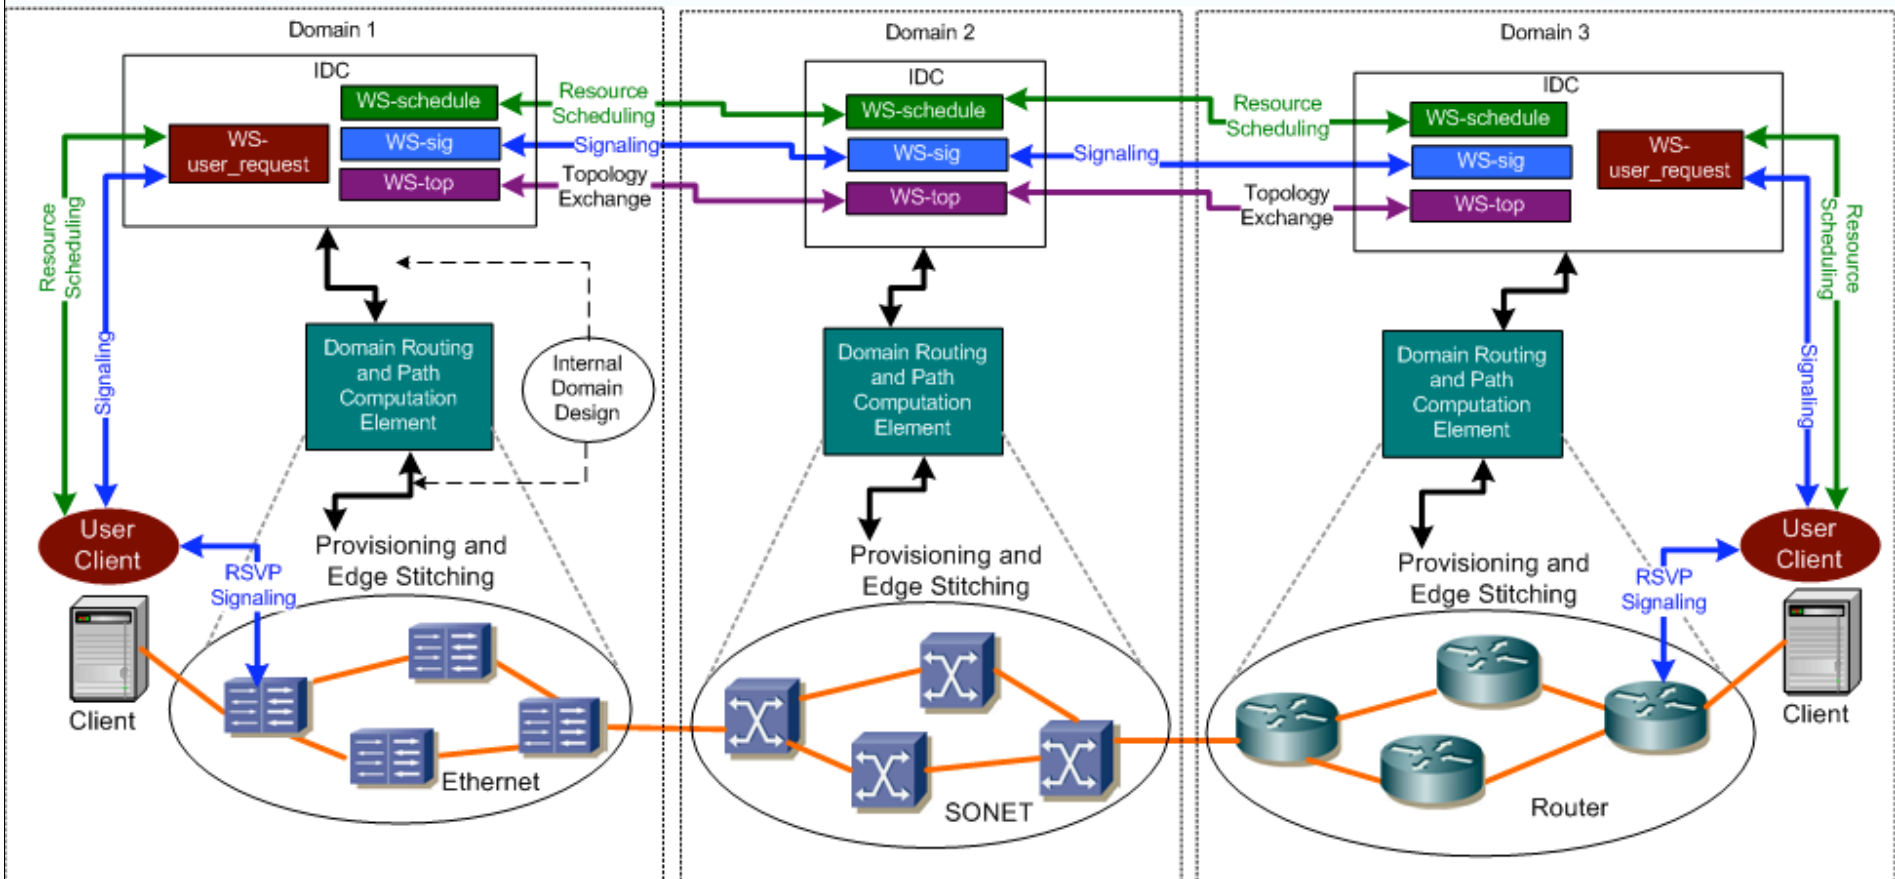 Domain 1
IDC
WS-schedule
WS-
user_request
WS-sig
WS-top
Resource
Scheduling
Signaling
Topology
Exchange
Resource
Scheduling
Signaling
Domain Routing
and Path
Computation
Element
Internal
Domain
Design
Provisioning and
Edge Stitching
User
Client
RSVP
Signaling
Client
Ethernet
Domain 2
IDC
WS-schedule
WS-sig
WS-top
Signaling
Domain Routing
and Path
Computation
Element
Provisioning and
Edge Stitching
SONET
Domain 3
Resource
Scheduling
Topology
Exchange
IDC
WS-schedule
WS-sig
WS-top
WS-
user_request
Resource
Scheduling
Signaling
Domain Routing
and Path
Computation
Element
Provisioning and
Edge Stitching
RSVP
Signaling
User
Client
Client
Router